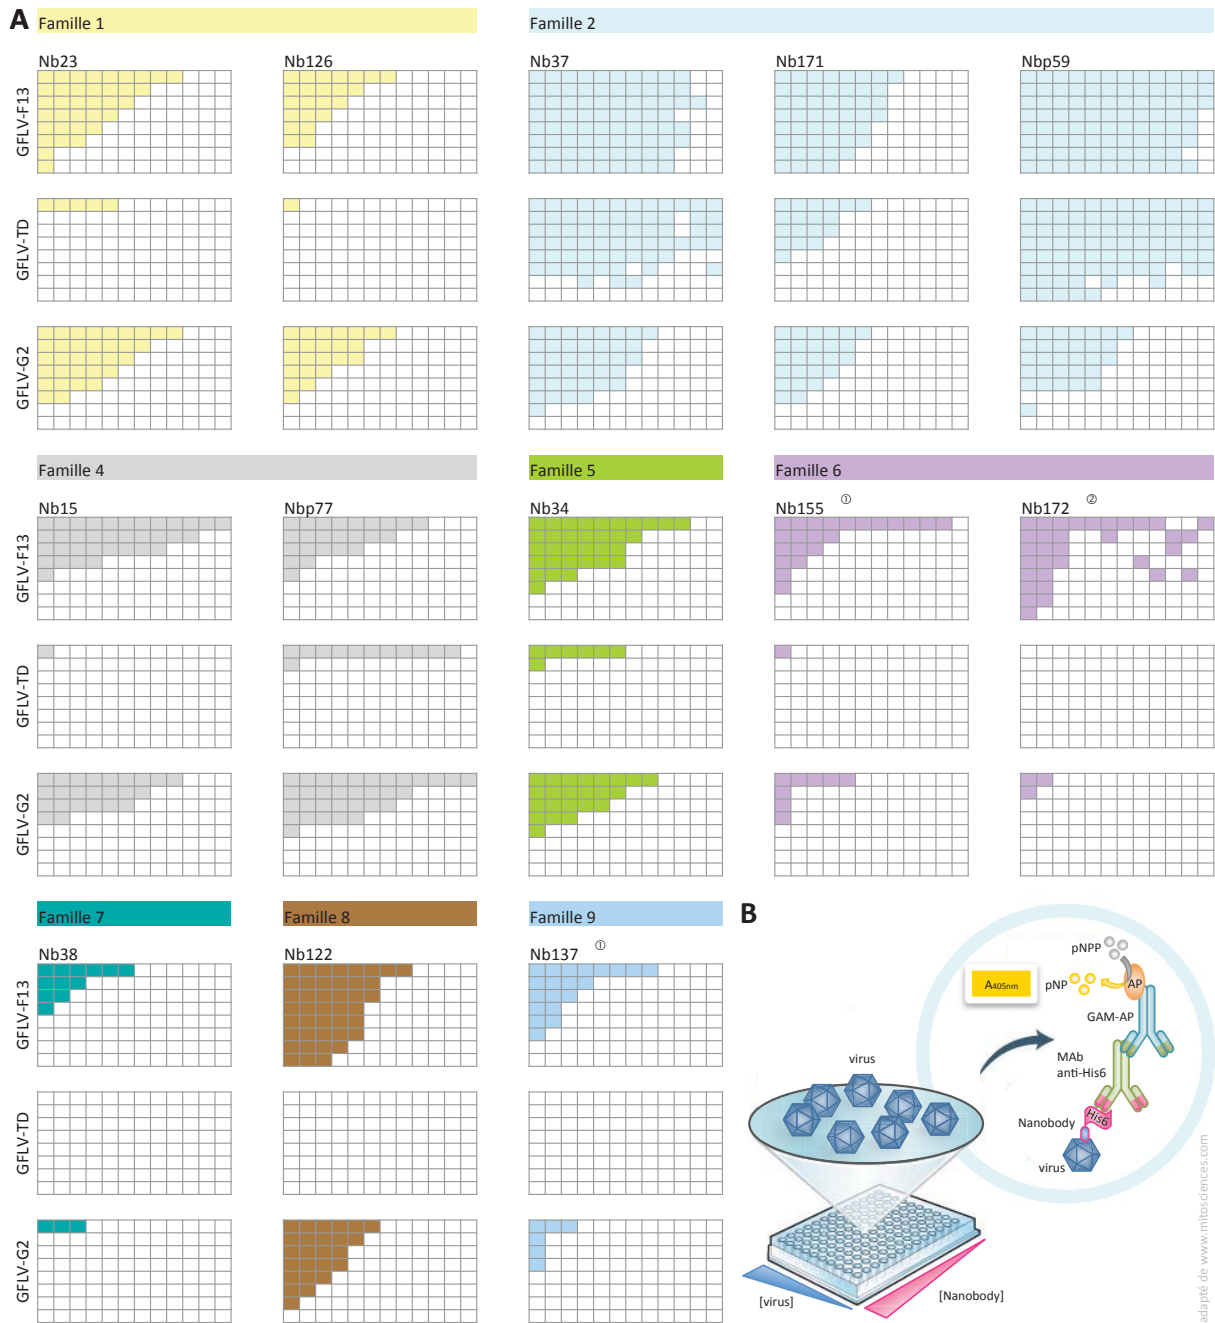 A
Famille 1
Famille 2
Nb23
Nb126
Nb37
Nb171
Nbp59
GFLV-F13
GFLV-TD
GFLV-G2
Famille 4
Famille 5
Famille 6
Nb15
Nbp77
Nb34
Nb155 ①
Nb172 ②
GFLV-F13
GFLV-TD
GFLV-G2
Famille 7
Famille 8
Famille 9
Nb38
Nb122
Nb137 ①
GFLV-F13
GFLV-TD
GFLV-G2
B
pNPP
A405nm
pNP
AP
GAM-AP
MAb
anti-His6
His6
Nanobody
virus
virus
[virus]
[Nanobody]
adapté de www.mitosciences.com